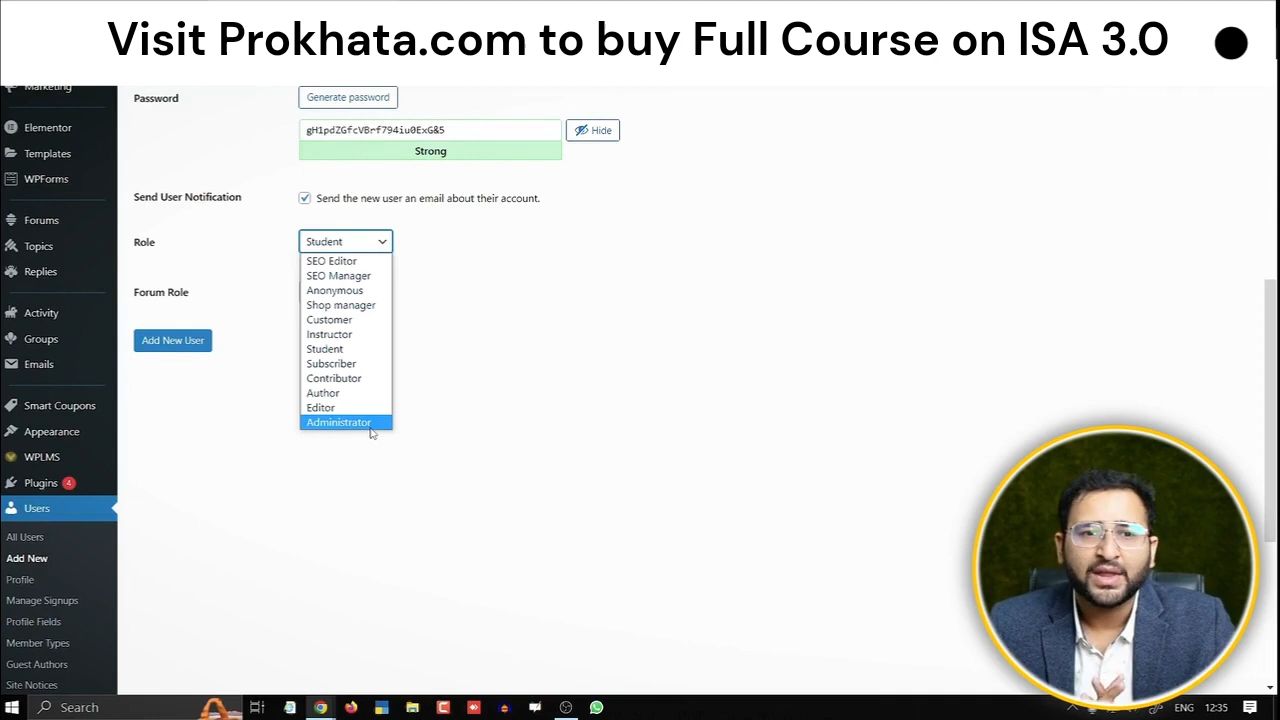 Visit Prokhata.com to buy Full Course on ISA 3.0
Marketing
Elementor
Templates
WPForms
Forums
Topics
Replies
Activity
Groups
Emails
Smart Coupons
Appearance
WPLMS
Plugins 4
Users
All Users
Add New
Profile
Manage Signups
Profile Fields
Member Types
Guest Authors
Site Notices
Password
Generate password
gH1pdZGfcVBrf794iu0ExG&5
Hide
Strong
Send User Notification
Send the new user an email about their account.
Role
Student
SEO Editor
SEO Manager
Anonymous
Shop manager
Customer
Instructor
Student
Subscriber
Contributor
Author
Editor
Administrator
Forum Role
Add New User
Search
ENG
12:35